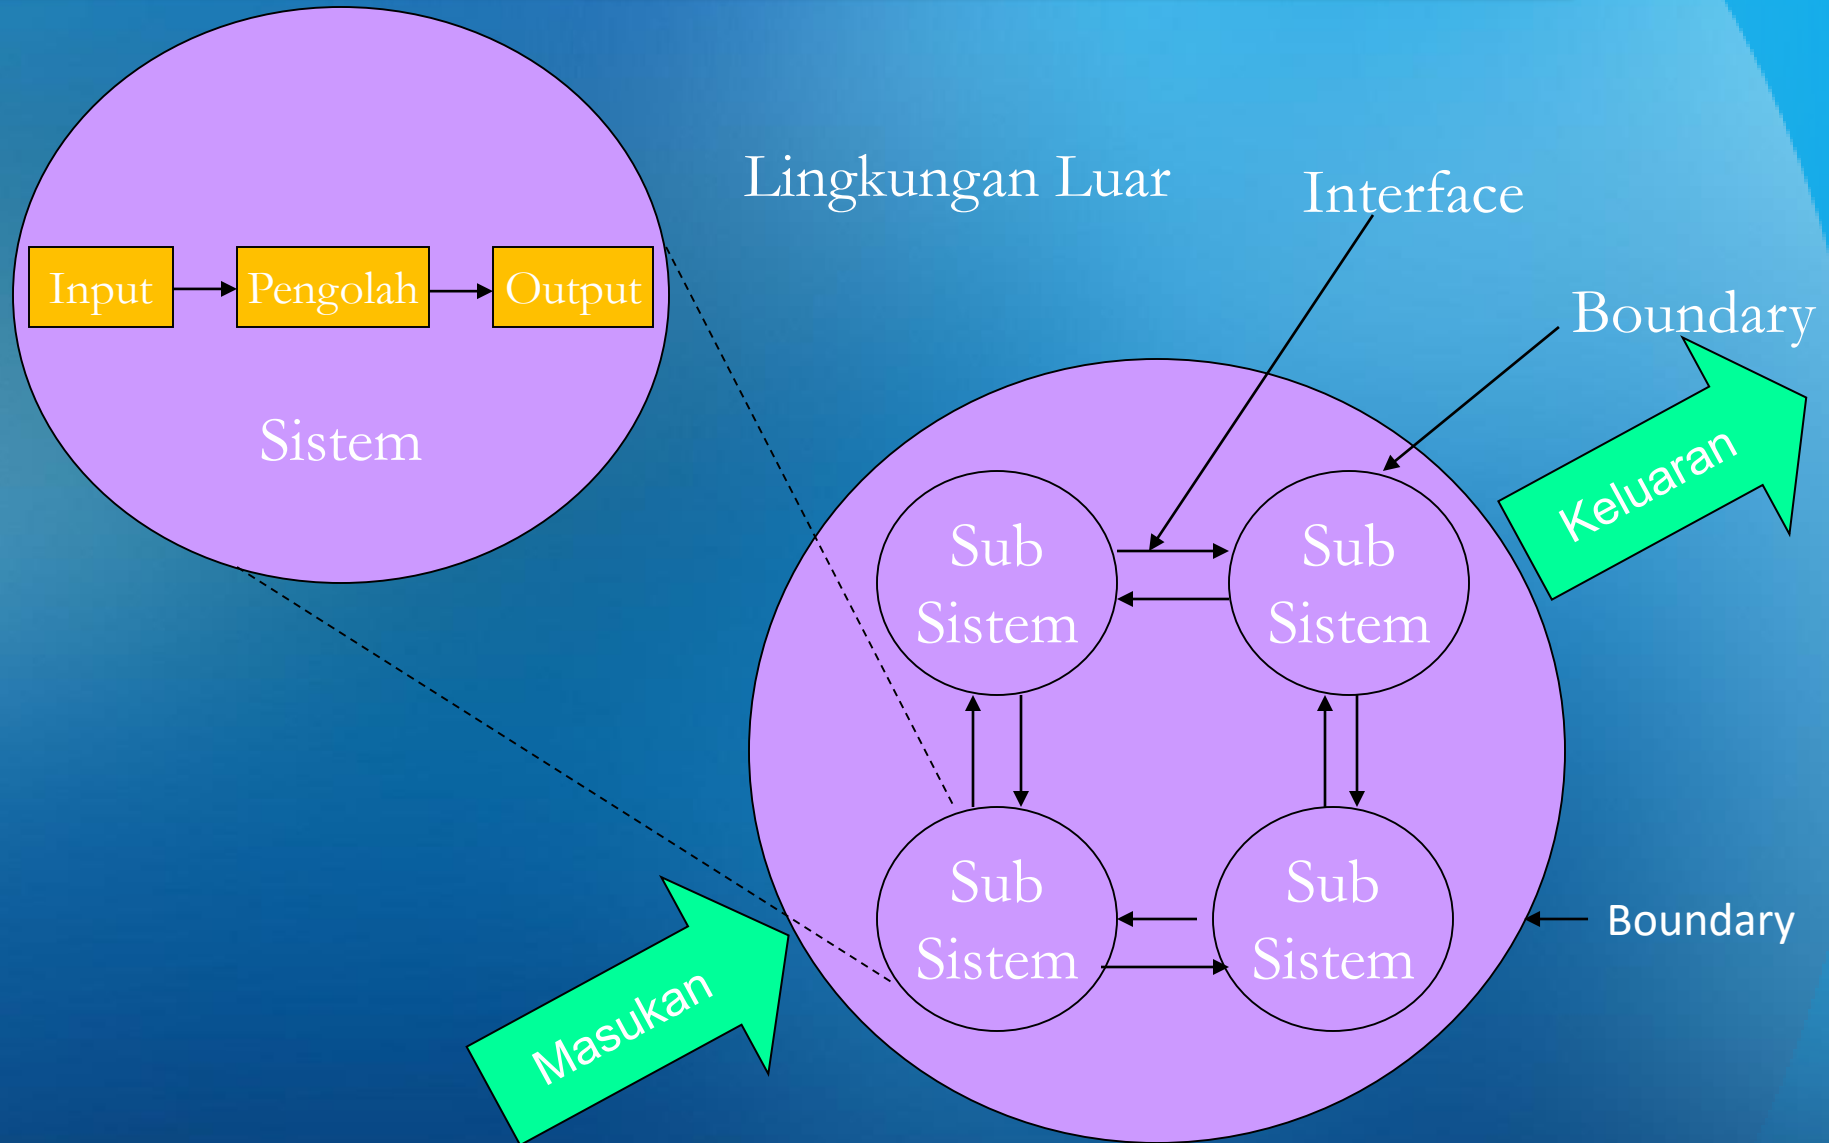 Lingkungan Luar
Interface
Input
Pengolah
Output
Boundary
Sistem
Keluaran
Sub
Sistem
Sub
Sistem
Sub
Sistem
Sub
Sistem
Boundary
Masukan